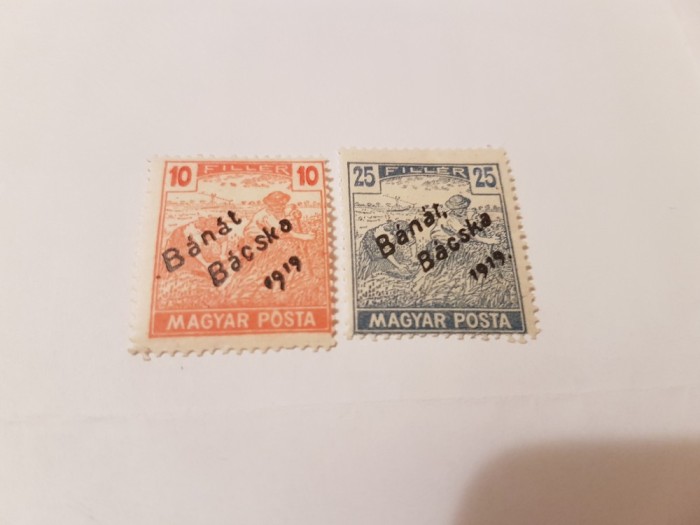 FILLÉR
10 10
Bánát
Bácska
1919
MAGYAR POSTA
FILLÉR
25 25
Bánát,
Bácska
1919.
MAGYAR POSTA